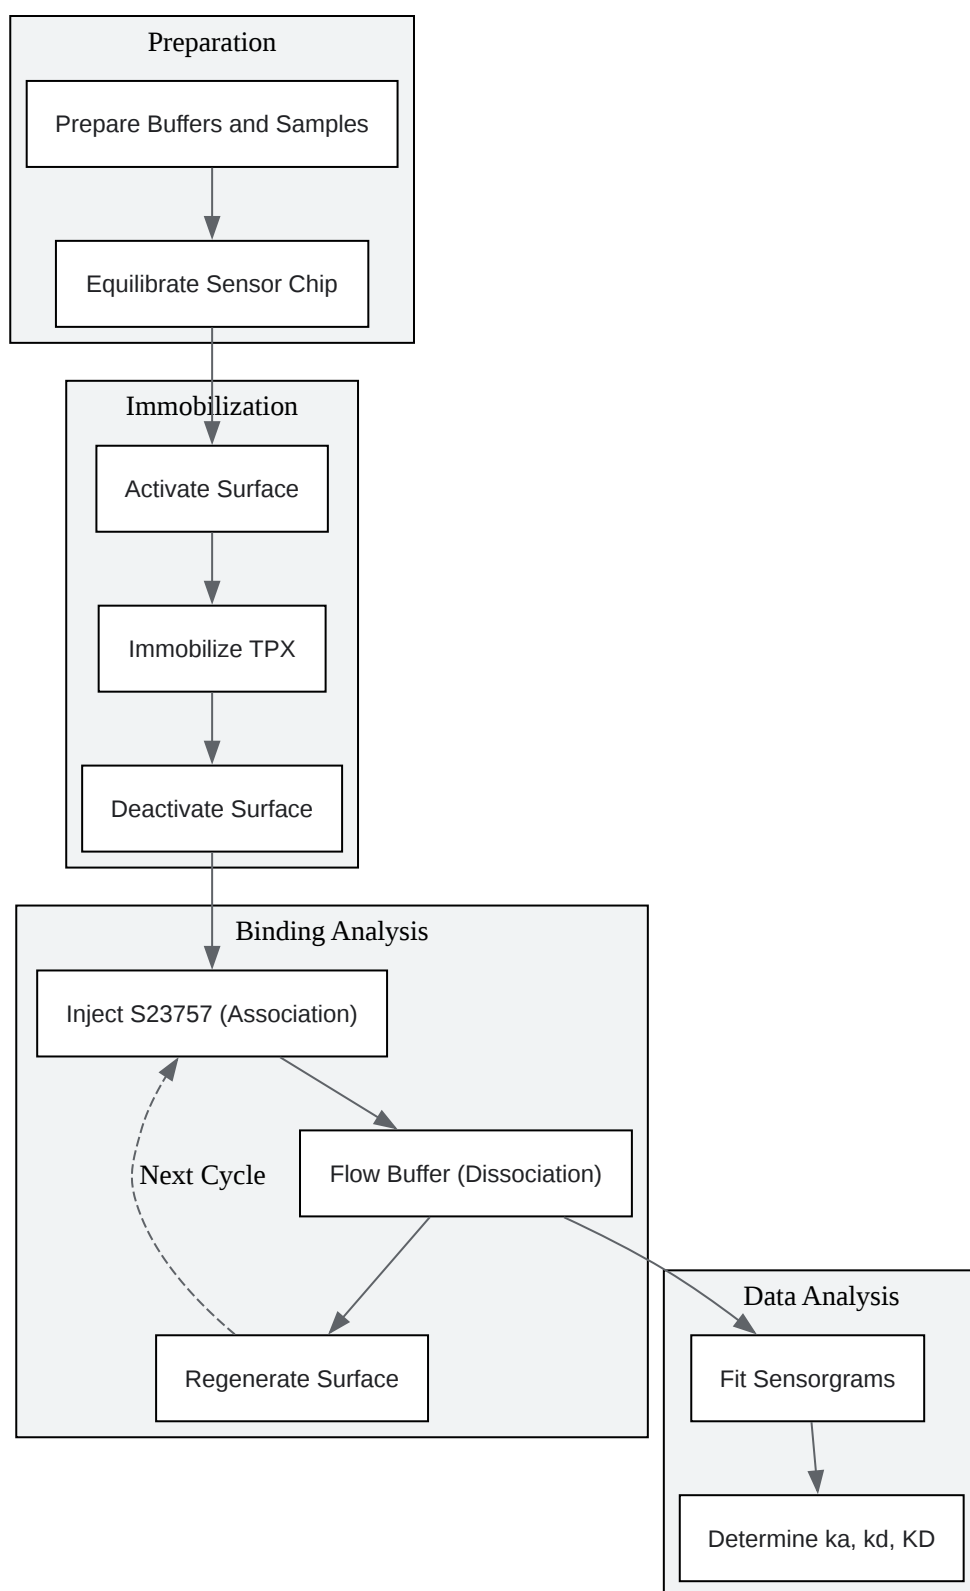 Preparation
Prepare Buffers and Samples
Equilibrate Sensor Chip
Immobilization
Activate Surface
Immobilize TPX
Deactivate Surface
Binding Analysis
Inject S23757 (Association)
Flow Buffer (Dissociation)
Next Cycle
Regenerate Surface
Data Analysis
Fit Sensorgrams
Determine ka, kd, KD